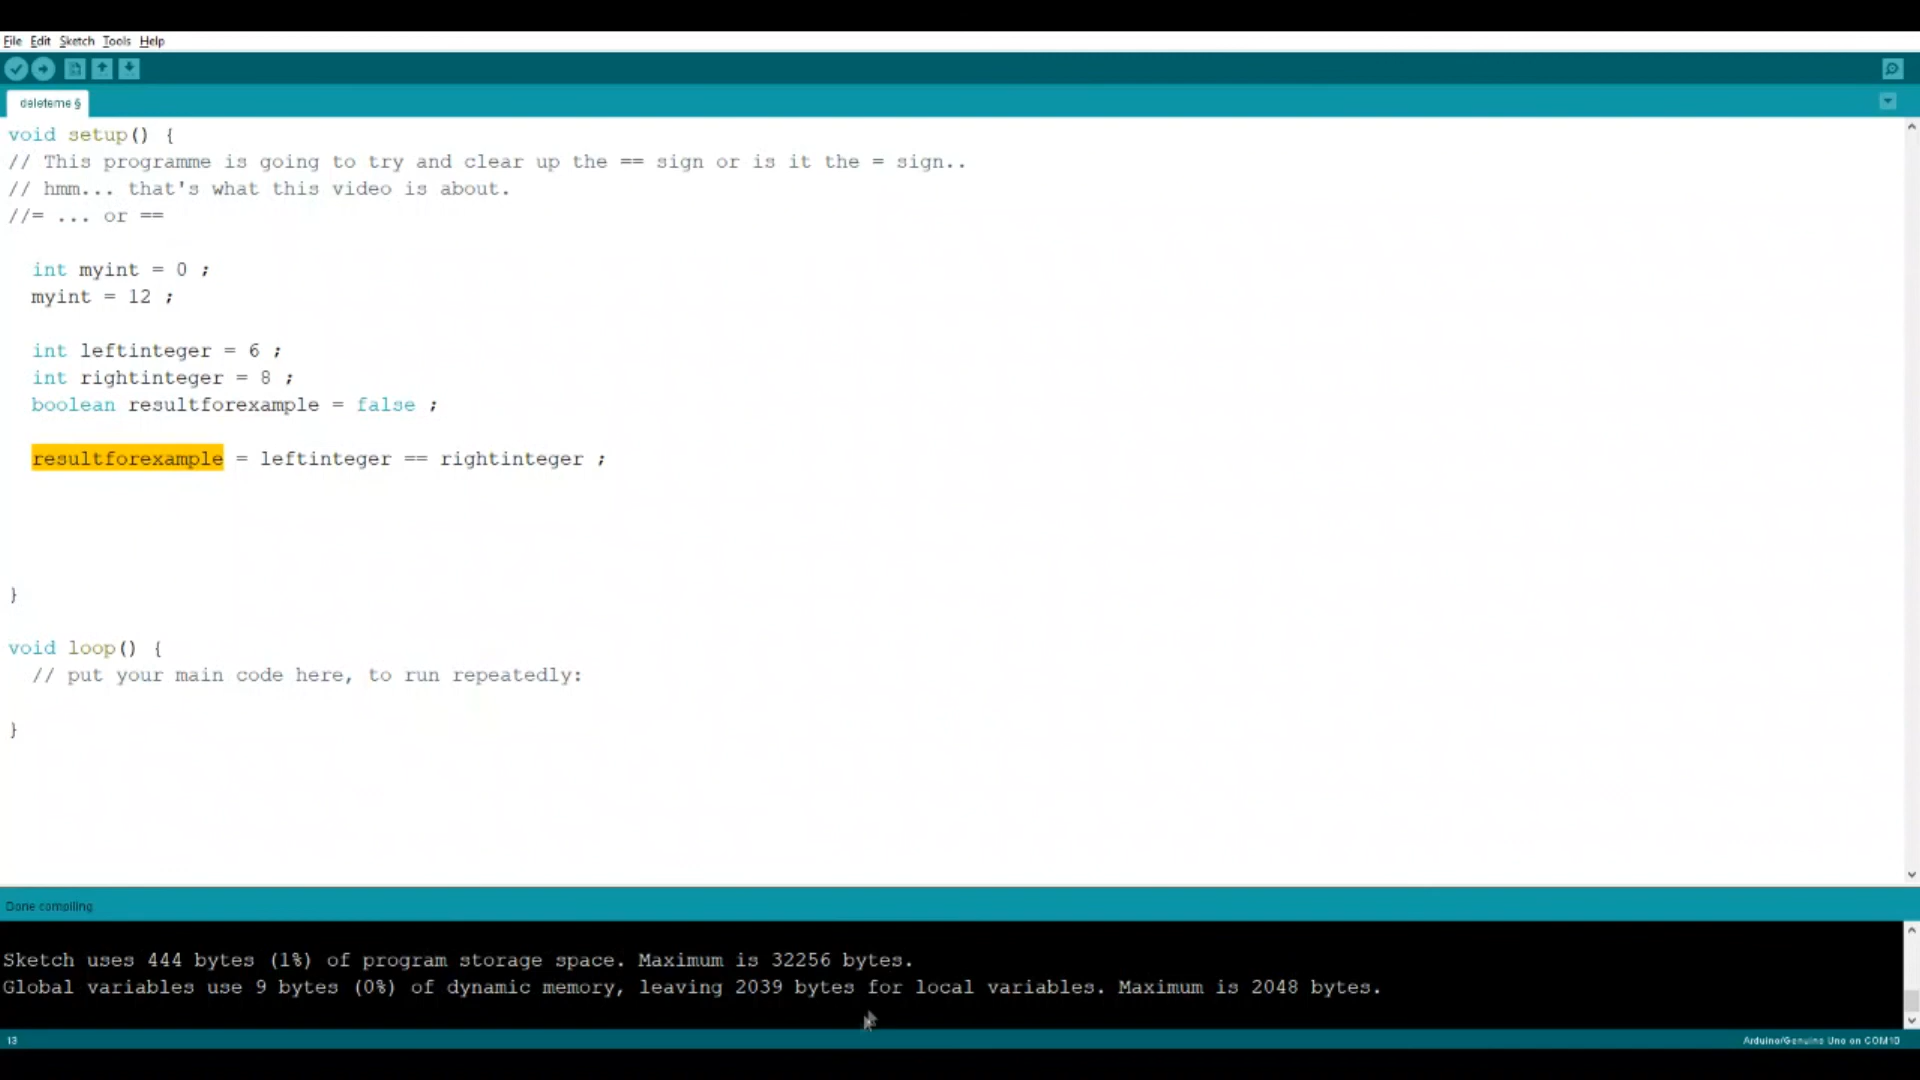 File Edit Sketch Tools Help
deleteme §
void setup() {
// This programme is going to try and clear up the == sign or is it the = sign..
// hmm... that's what this video is about.
//= ... or ==
int myint = 0 ;
myint = 12 ;
int leftinteger = 6 ;
int rightinteger = 8 ;
boolean resultforexample = false ;
resultforexample = leftinteger == rightinteger ;
}
void loop() {
// put your main code here, to run repeatedly:
}
Done compiling
Sketch uses 444 bytes (1%) of program storage space. Maximum is 32256 bytes.
Global variables use 9 bytes (0%) of dynamic memory, leaving 2039 bytes for local variables. Maximum is 2048 bytes.
13
Arduino/Genuino Uno on COM10